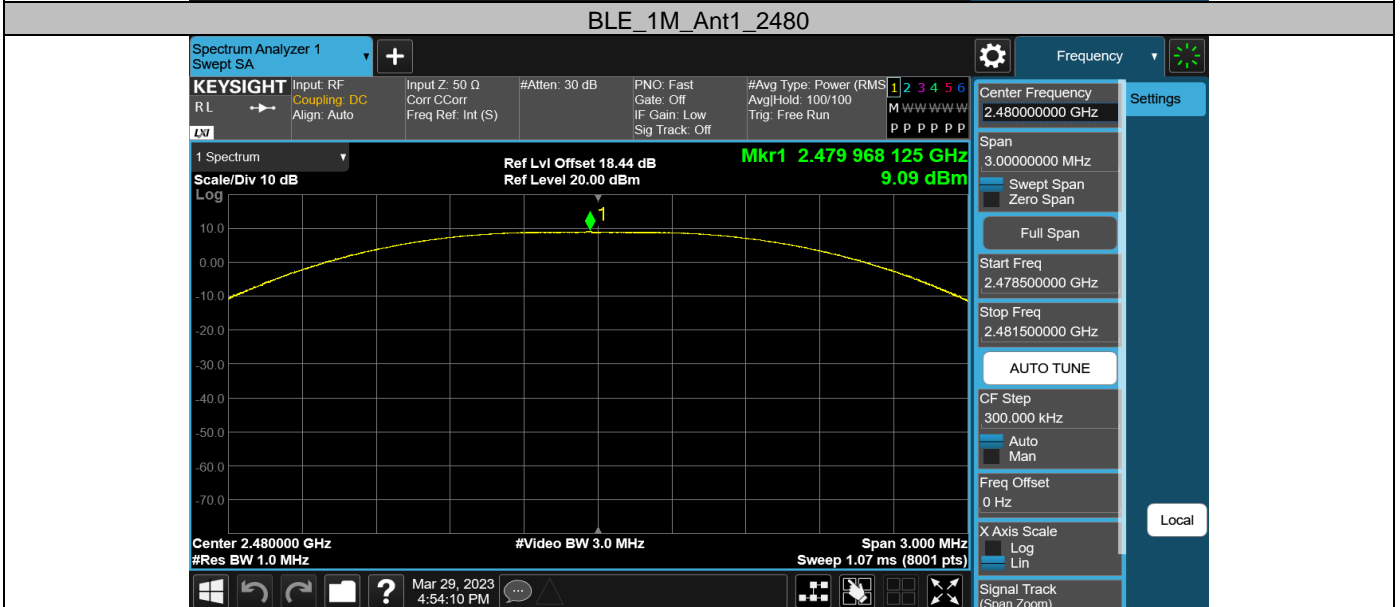 BLE_1M_Ant1_2480
Spectrum Analyzer 1
Swept SA
+
Frequency
KEYSIGHT
R L
LXI
Input: RF
Coupling: DC
Align: Auto
Input Z: 50 Ω
Corr CCorr
Freq Ref: Int (S)
#Atten: 30 dB
PNO: Fast
Gate: Off
IF Gain: Low
Sig Track: Off
#Avg Type: Power (RMS
Avg|Hold: 100/100
Trig: Free Run
1 2 3 4 5 6
M W W W W W
P P P P P P
1 Spectrum
Scale/Div 10 dB
Ref Lvl Offset 18.44 dB
Ref Level 20.00 dBm
Mkr1 2.479 968 125 GHz
9.09 dBm
Log
1
10.0
0.00
-10.0
-20.0
-30.0
-40.0
-50.0
-60.0
-70.0
Center 2.480000 GHz
#Video BW 3.0 MHz
Span 3.000 MHz
#Res BW 1.0 MHz
Sweep 1.07 ms (8001 pts)
?
Mar 29, 2023
4:54:10 PM
Center Frequency
2.480000000 GHz
Settings
Span
3.00000000 MHz
Swept Span
Zero Span
Full Span
Start Freq
2.478500000 GHz
Stop Freq
2.481500000 GHz
AUTO TUNE
CF Step
300.000 kHz
Auto
Man
Freq Offset
0 Hz
Local
X Axis Scale
Log
Lin
Signal Track
(Span Zoom)